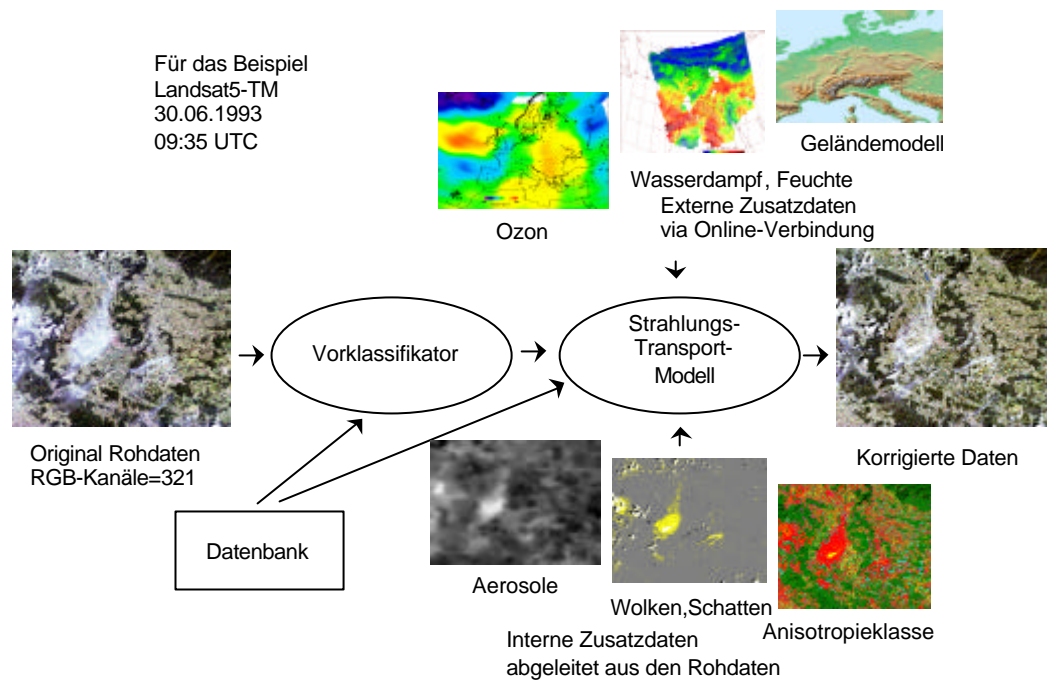 Für das Beispiel
Landsat5-TM
30.06.1993
09:35 UTC
Geländemodell
Wasserdampf, Feuchte
Externe Zusatzdaten
via Online-Verbindung
Ozon
Vorklassifikator
Strahlungs-
Transport-
Modell
Original Rohdaten
RGB-Kanäle=321
Korrigierte Daten
Datenbank
Aerosole
Wolken,Schatten
Anisotropieklasse
Interne Zusatzdaten
abgeleitet aus den Rohdaten